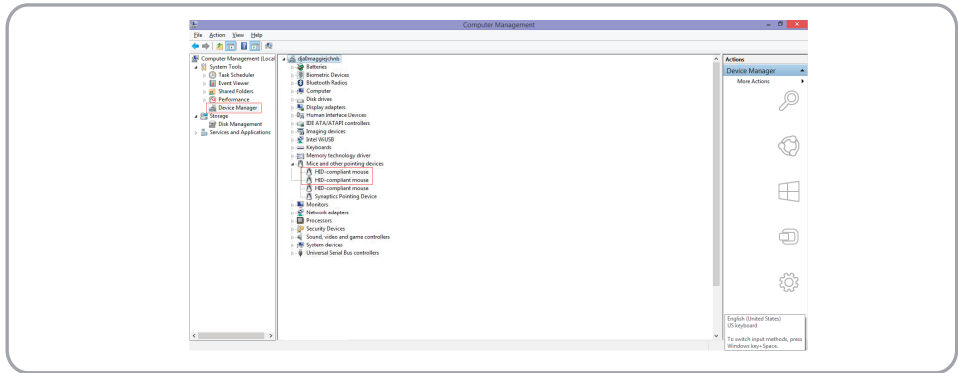 Computer Management
File Action View Help
Computer Management (Local
System Tools
Task Scheduler
Event Viewer
Shared Folders
Performance
Device Manager
Storage
Disk Management
Services and Applications
Batteries
Biometric Devices
Bluetooth Radios
Computer
Disk drives
Display adapters
Human Interface Devices
IDE ATA/ATAPI controllers
Imaging devices
Intel WiUSB
Keyboards
Memory technology driver
Mice and other pointing devices
HID-compliant mouse
HID-compliant mouse
HID-compliant mouse
Synaptics Pointing Device
Monitors
Network adapters
Processors
Security Devices
Sound, video and game controllers
System devices
Universal Serial Bus controllers
Actions
Device Manager
More Actions
English (United States)
US keyboard
To switch input methods, press
Windows key+Space.